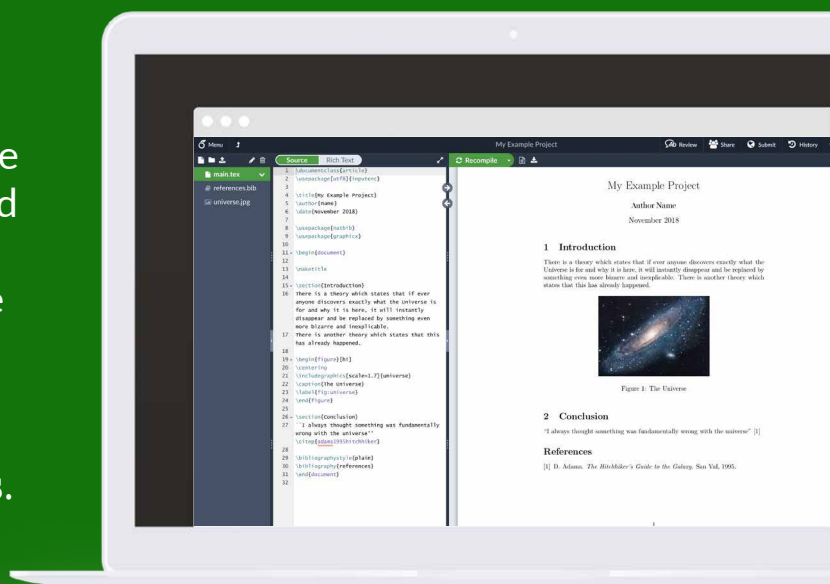 e
d
e
s.
Menu
My Example Project
Review Share Submit History
Source Rich Text
Recompile
main.tex
references.bib
universe.jpg
1 \documentclass{article}
2 \usepackage[utf8]{inputenc}
3
4 \title{My Example Project}
5 \author{name}
6 \date{November 2018}
7
8 \usepackage{natbib}
9 \usepackage{graphicx}
10
11 \begin{document}
12
13 \maketitle
14
15 \section{Introduction}
16 There is a theory which states that if ever
anyone discovers exactly what the Universe is
for and why it is here, it will instantly
disappear and be replaced by something even
more bizarre and inexplicable.
17 There is another theory which states that this
has already happened.
18
19 \begin{figure}[h!]
20 \centering
21 \includegraphics[scale=1.7]{universe}
22 \caption{The Universe}
23 \label{fig:universe}
24 \end{figure}
25
26 \section{Conclusion}
27 ``I always thought something was fundamentally
wrong with the universe''
\citep{adams1995hitchhiker}
28
29 \bibliographystyle{plain}
30 \bibliography{references}
31 \end{document}
32
My Example Project
Author Name
November 2018
1 Introduction
There is a theory which states that if ever anyone discovers exactly what the
Universe is for and why it is here, it will instantly disappear and be replaced by
something even more bizarre and inexplicable. There is another theory which
states that this has already happened.
Figure 1: The Universe
2 Conclusion
"I always thought something was fundamentally wrong with the universe" [1]
References
[1] D. Adams. The Hitchhiker's Guide to the Galaxy. San Val, 1995.
1